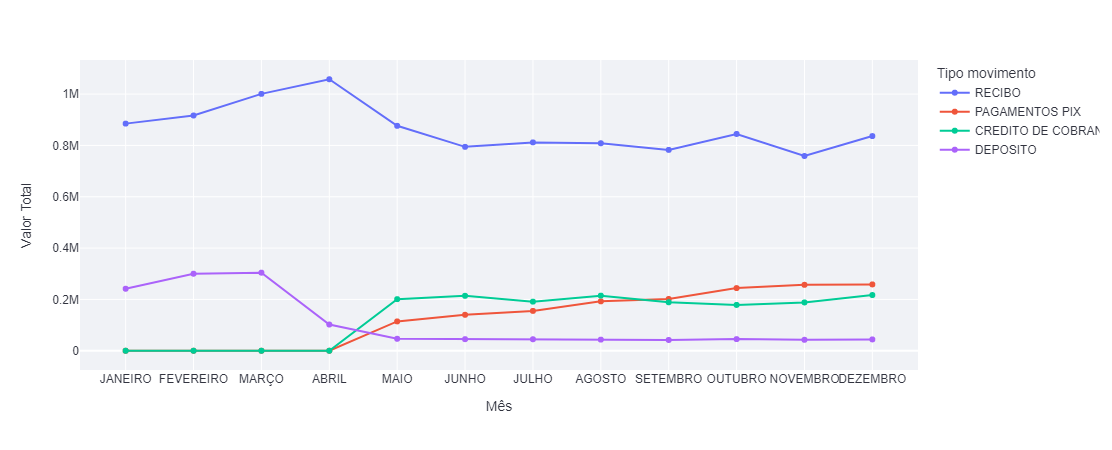 Tipo movimento
RECIBO
PAGAMENTOS PIX
CREDITO DE COBRAN
DEPOSITO
Valor Total
1M
0.8M
0.6M
0.4M
0.2M
0
JANEIRO FEVEREIRO MARÇO ABRIL MAIO JUNHO JULHO AGOSTO SETEMBRO OUTUBRO NOVEMBRO DEZEMBRO
Mês